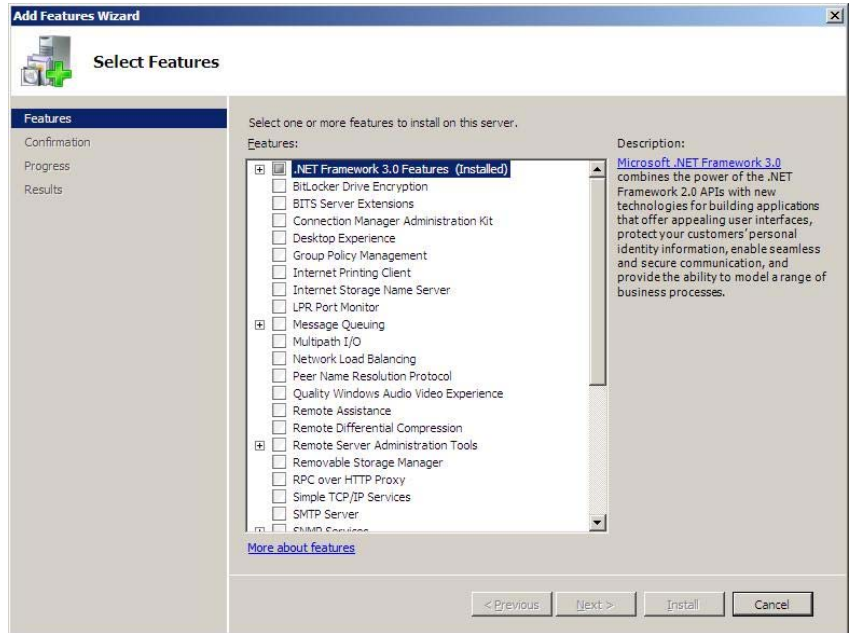 Add Features Wizard
Select Features
Features
Confirmation
Progress
Results
Select one or more features to install on this server.
Features:
.NET Framework 3.0 Features (Installed)
BitLocker Drive Encryption
BITS Server Extensions
Connection Manager Administration Kit
Desktop Experience
Group Policy Management
Internet Printing Client
Internet Storage Name Server
LPR Port Monitor
Message Queuing
Multipath I/O
Network Load Balancing
Peer Name Resolution Protocol
Quality Windows Audio Video Experience
Remote Assistance
Remote Differential Compression
Remote Server Administration Tools
Removable Storage Manager
RPC over HTTP Proxy
Simple TCP/IP Services
SMTP Server
SNMP Services
More about features
Description:
Microsoft .NET Framework 3.0
combines the power of the .NET
Framework 2.0 APIs with new
technologies for building applications
that offer appealing user interfaces,
protect your customers' personal
identity information, enable seamless
and secure communication, and
provide the ability to model a range of
business processes.
< Previous
Next >
Install
Cancel